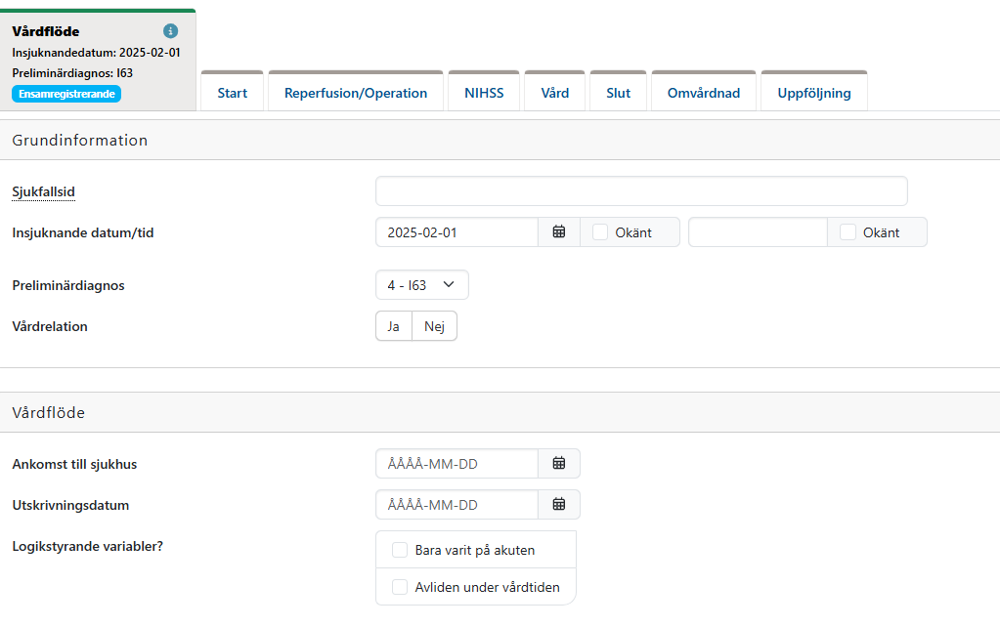 Vårdflöde
Insjuknandedatum: 2025-02-01
Preliminärdiagnos: I63
Ensamregistrerande
Start Reperfusion/Operation NIHSS Vård Slut Omvårdnad Uppföljning
Grundinformation
Sjukfallsid
Insjuknande datum/tid 2025-02-01 Okänt Okänt
Preliminärdiagnos 4 - I63
Vårdrelation Ja Nej
Vårdflöde
Ankomst till sjukhus ÅÅÅÅ-MM-DD
Utskrivningsdatum ÅÅÅÅ-MM-DD
Logikstyrande variabler? Bara varit på akuten
Avliden under vårdtiden